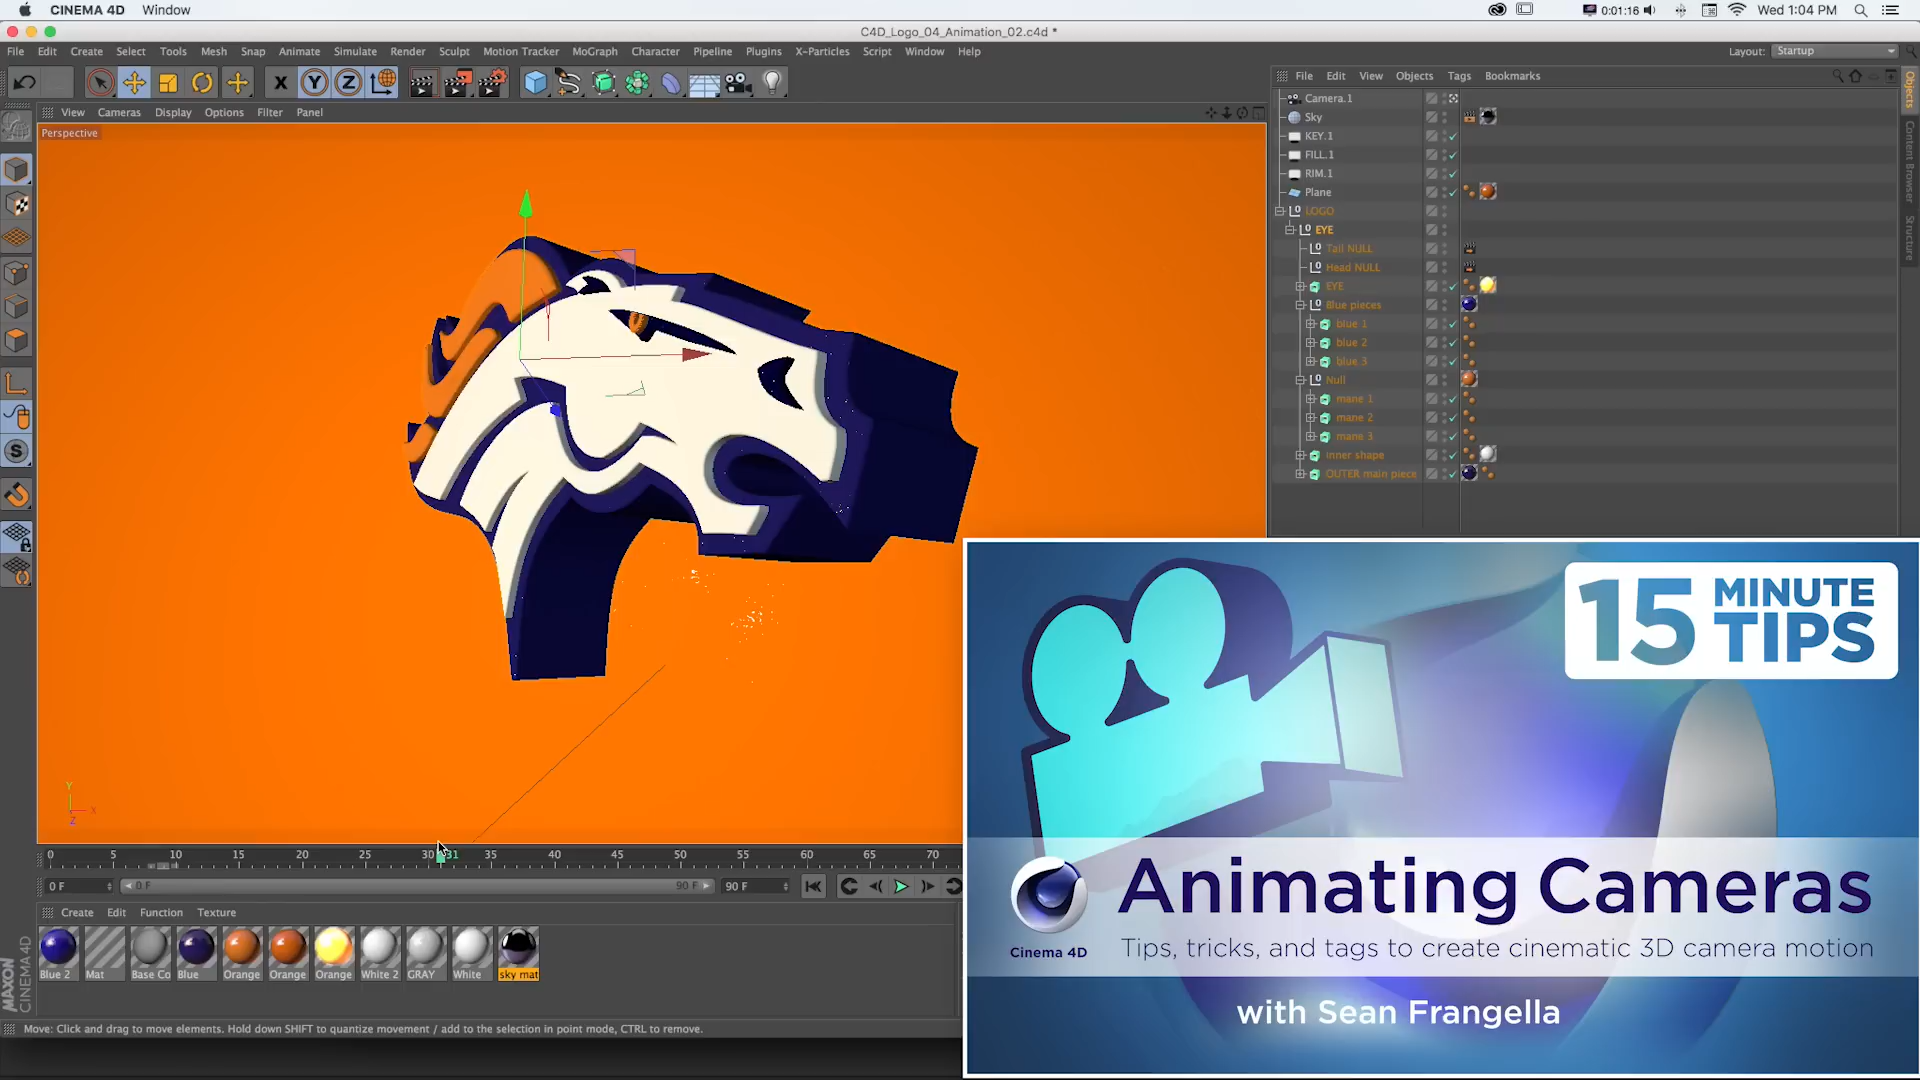 CINEMA 4D Window
0:01:16 Wed 1:04 PM
C4D_Logo_04_Animation_02.c4d *
File Edit Create Select Tools Mesh Snap Animate Simulate Render Sculpt Motion Tracker MoGraph Character Pipeline Plugins X-Particles Script Window Help
Layout: Startup
X Y Z
File Edit View Objects Tags Bookmarks
View Cameras Display Options Filter Panel
Perspective
Camera.1
Sky
KEY.1
FILL.1
RIM.1
Plane
LOGO
EYE
Tail NULL
Head NULL
EYE
Blue pieces
blue 1
blue 2
blue 3
Null
mane 1
mane 2
mane 3
Inner shape
OUTER main piece
Objects
Content Browser
Structure
Y
X
Z
0 5 10 15 20 25 30 31 35 40 45 50 55 60 65 70
0 F 0 F 90 F 90 F
Create Edit Function Texture
Blue 2 Mat Base Co Blue Orange Orange Orange White 2 GRAY White sky mat
MAXON
CINEMA 4D
Move: Click and drag to move elements. Hold down SHIFT to quantize movement / add to the selection in point mode, CTRL to remove.
15 MINUTE
TIPS
Animating Cameras
Cinema 4D
Tips, tricks, and tags to create cinematic 3D camera motion
with Sean Frangella